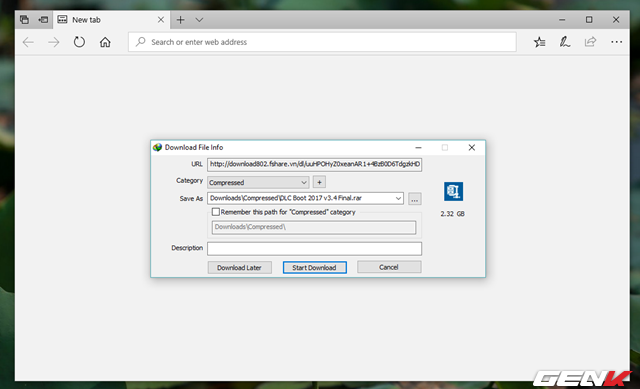 New tab
Search or enter web address
Download File Info
URL
http://download802.fshare.vn/dl/uuHPOHyZ0xeanAR1+4BzB0D6TdgzkHD
Category
Compressed
+
Save As
Downloads\Compressed\DLC Boot 2017 v3.4 Final.rar
...
2.32 GB
Remember this path for "Compressed" category
Downloads\Compressed\
Description
Download Later
Start Download
Cancel
GENK